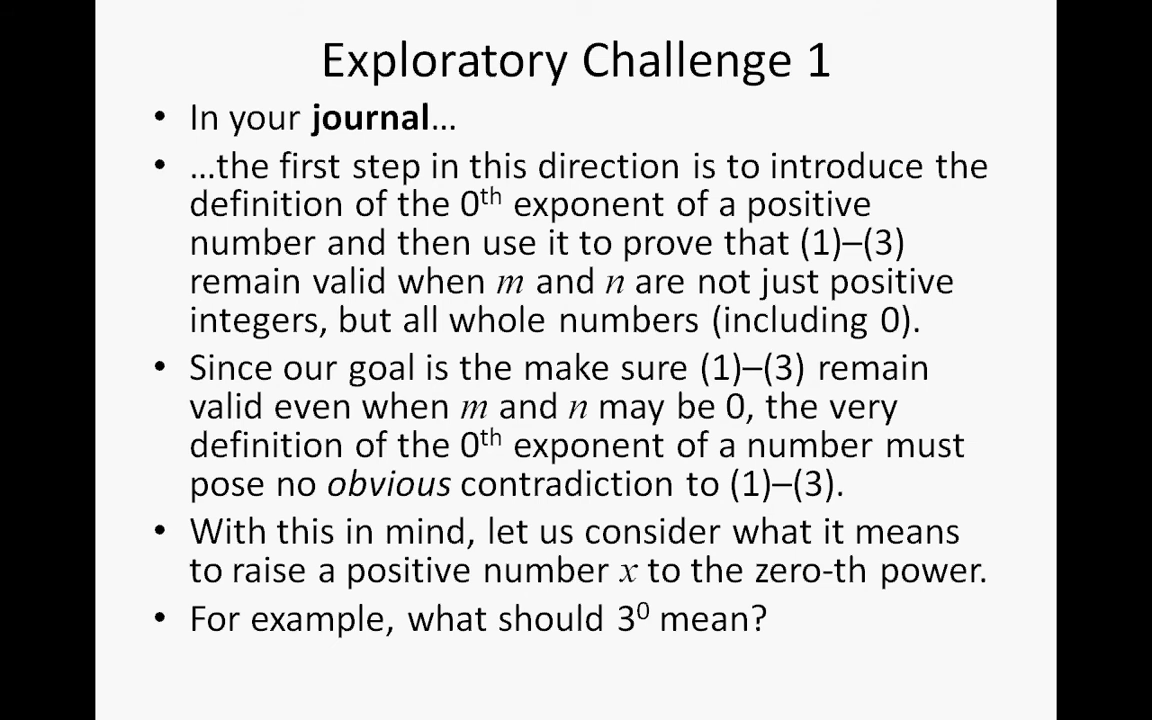 Exploratory Challenge 1
• In your journal…
• …the first step in this direction is to introduce the
definition of the 0th exponent of a positive
number and then use it to prove that (1)–(3)
remain valid when m and n are not just positive
integers, but all whole numbers (including 0).
• Since our goal is the make sure (1)–(3) remain
valid even when m and n may be 0, the very
definition of the 0th exponent of a number must
pose no obvious contradiction to (1)–(3).
• With this in mind, let us consider what it means
to raise a positive number x to the zero-th power.
• For example, what should 3⁰ mean?